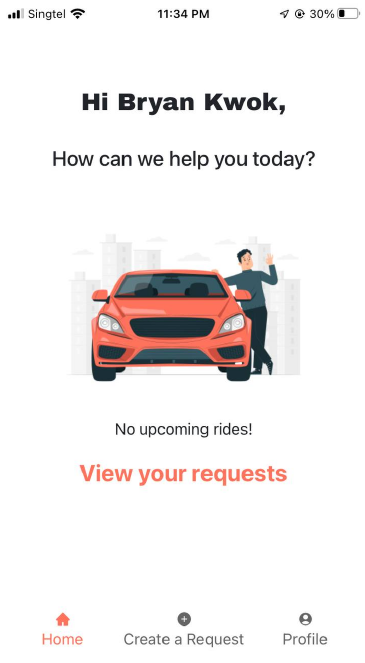 Singtel 11:34 PM 30%
Hi Bryan Kwok,
How can we help you today?
No upcoming rides!
View your requests
Home Create a Request Profile